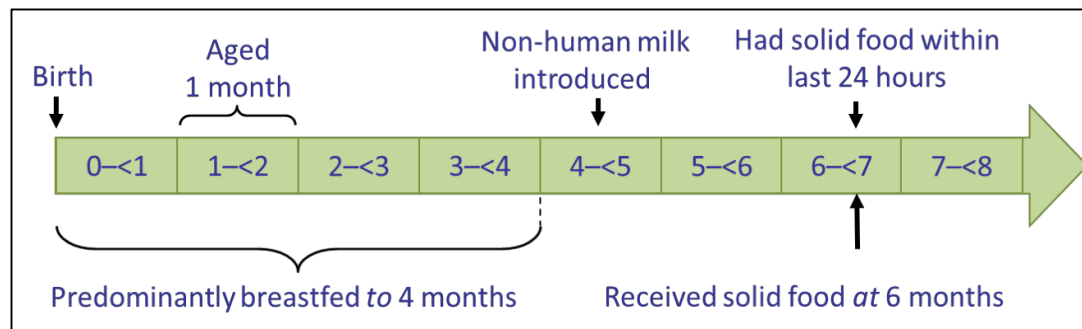 Birth
Aged
1 month
Non-human milk
introduced
Had solid food within
last 24 hours
0–<1
1–<2
2–<3
3–<4
4–<5
5–<6
6–<7
7–<8
Predominantly breastfed to 4 months
Received solid food at 6 months